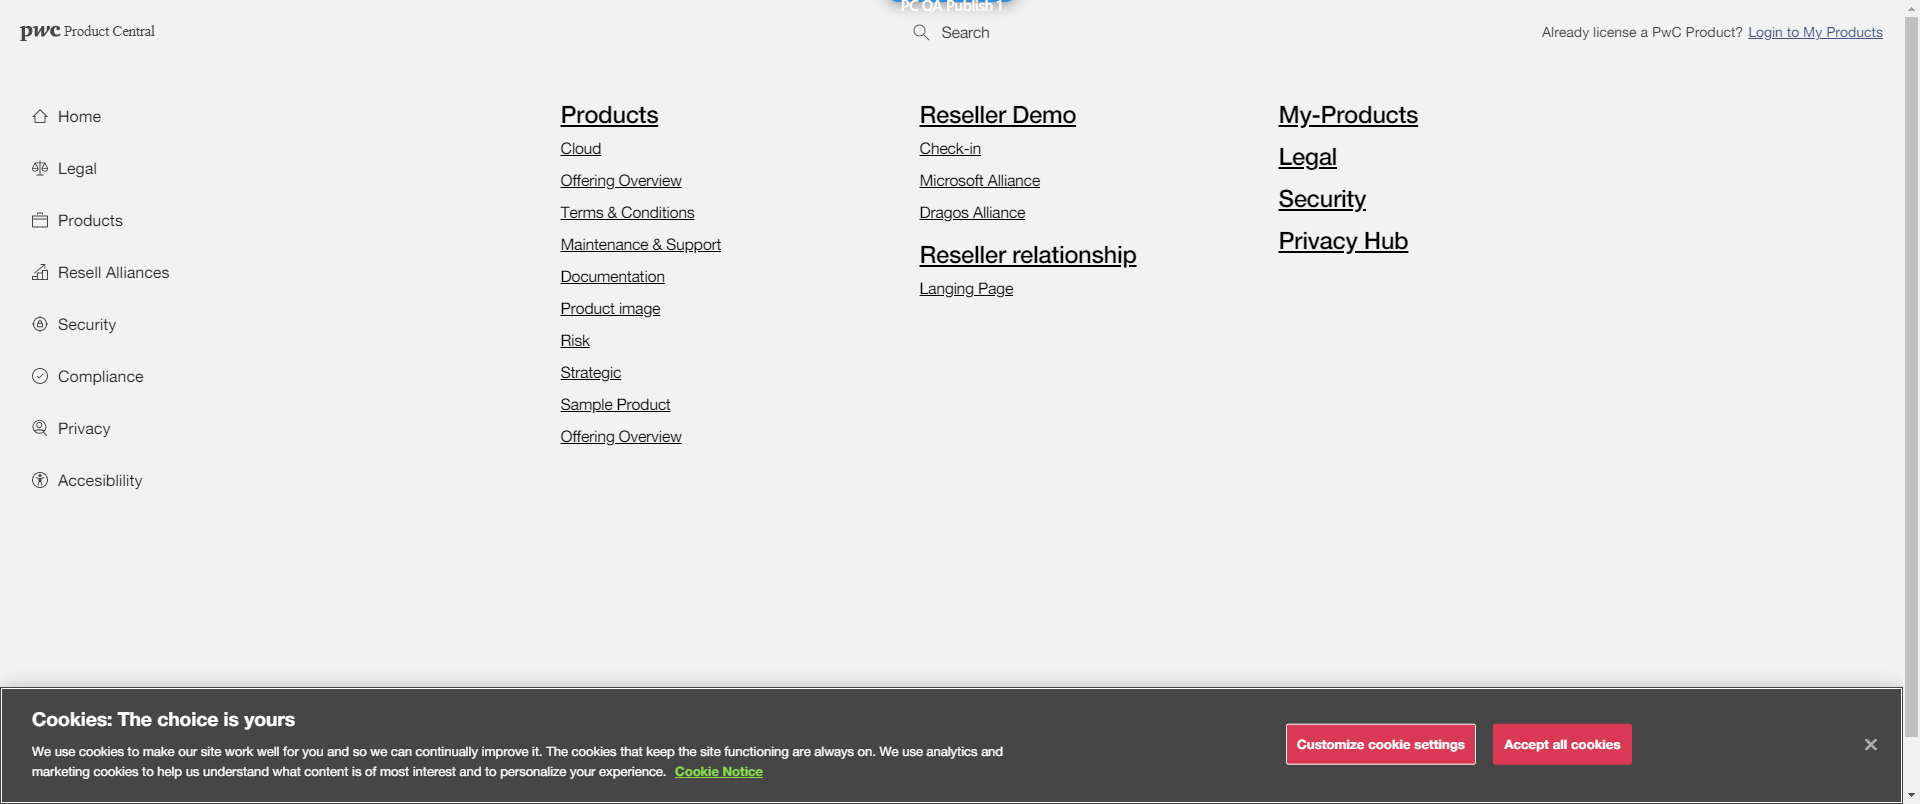 PC QA Publish 1
pwc Product Central
Search
Already license a PwC Product? Login to My Products
Home
Legal
Products
Resell Alliances
Security
Compliance
Privacy
Accesiblility
Products
Cloud
Offering Overview
Terms & Conditions
Maintenance & Support
Documentation
Product image
Risk
Strategic
Sample Product
Offering Overview
Reseller Demo
Check-in
Microsoft Alliance
Dragos Alliance
Reseller relationship
Langing Page
My-Products
Legal
Security
Privacy Hub
Cookies: The choice is yours
We use cookies to make our site work well for you and so we can continually improve it. The cookies that keep the site functioning are always on. We use analytics and
marketing cookies to help us understand what content is of most interest and to personalize your experience. Cookie Notice
Customize cookie settings
Accept all cookies